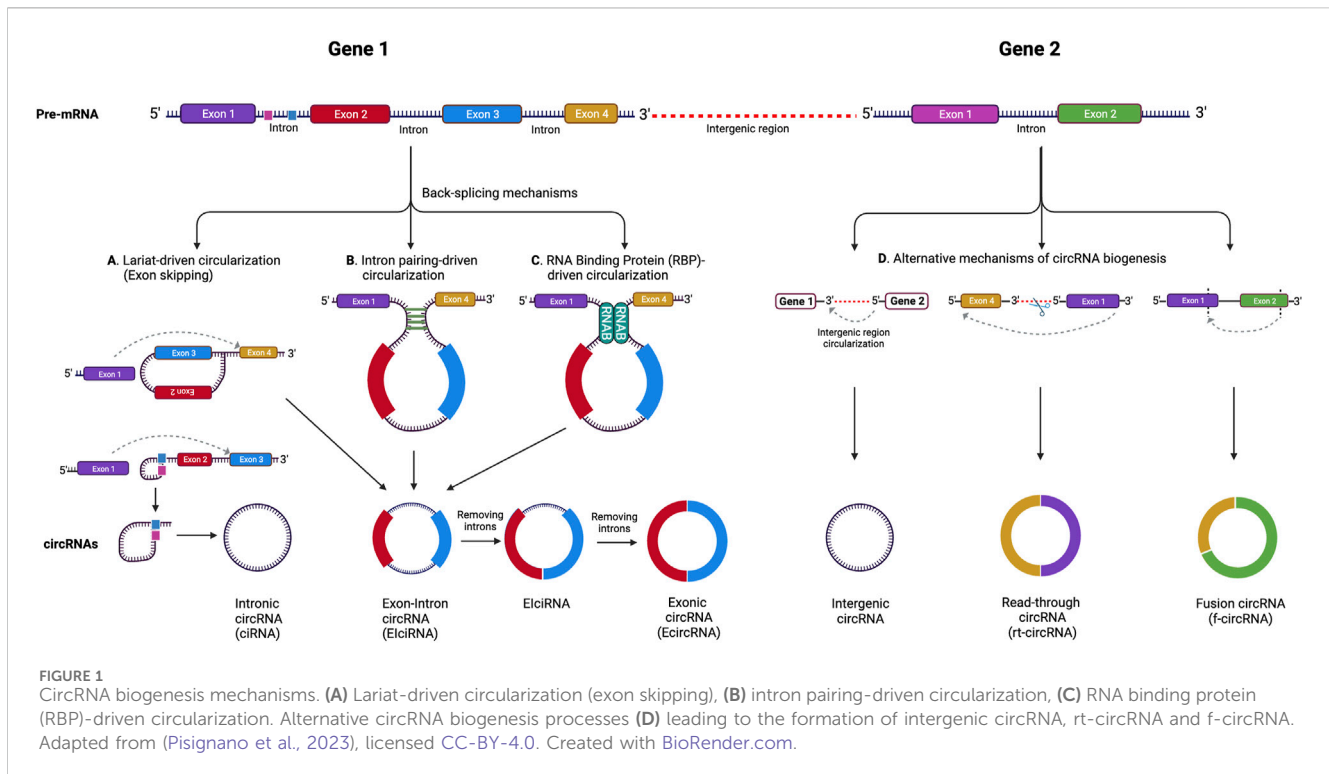 Gene 1
Gene 2
Pre-mRNA
5'
Exon 1
Intron
Exon 2
Intron
Exon 3
Intron
Exon 4
3'
Intergenic region
5'
Exon 1
Intron
Exon 2
3'
Back-splicing mechanisms
A. Lariat-driven circularization
(Exon skipping)
B. Intron pairing-driven
circularization
C. RNA Binding Protein (RBP)-
driven circularization
D. Alternative mechanisms of circRNA biogenesis
5'
Exon 1
Exon 3
Exon 2
Exon 4
3'
5'
Exon 1
Exon 4
3'
5'
Exon 1
RNAB
RNAB
Exon 4
3'
Gene 1
3'
5'
Gene 2
Intergenic region
circularization
5'
Exon 4
3'
5'
Exon 1
3'
5'
Exon 1
Exon 2
3'
5'
Exon 1
Exon 2
Exon 3
3'
circRNAs
Removing
introns
Removing
introns
Intronic
circRNA
(ciRNA)
Exon-Intron
circRNA
(EIciRNA)
EIciRNA
Exonic
circRNA
(EcircRNA)
Intergenic
circRNA
Read-through
circRNA
(rt-circRNA)
Fusion circRNA
(f-circRNA)
FIGURE 1
CircRNA biogenesis mechanisms. (A) Lariat-driven circularization (exon skipping), (B) intron pairing-driven circularization, (C) RNA binding protein
(RBP)-driven circularization. Alternative circRNA biogenesis processes (D) leading to the formation of intergenic circRNA, rt-circRNA and f-circRNA.
Adapted from (Pisignano et al., 2023), licensed CC-BY-4.0. Created with BioRender.com.